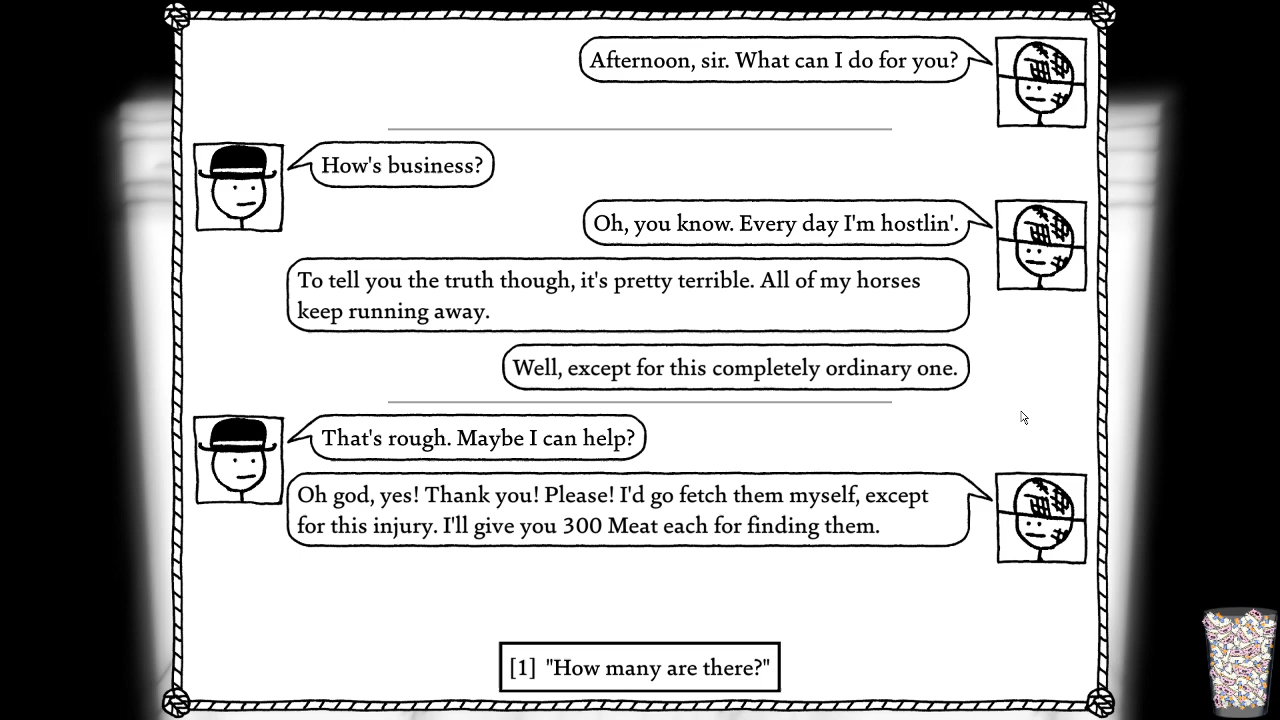 Afternoon, sir. What can I do for you?
How's business?
Oh, you know. Every day I'm hostlin'.
To tell you the truth though, it's pretty terrible. All of my horses
keep running away.
Well, except for this completely ordinary one.
That's rough. Maybe I can help?
Oh god, yes! Thank you! Please! I'd go fetch them myself, except
for this injury. I'll give you 300 Meat each for finding them.
[1] "How many are there?"